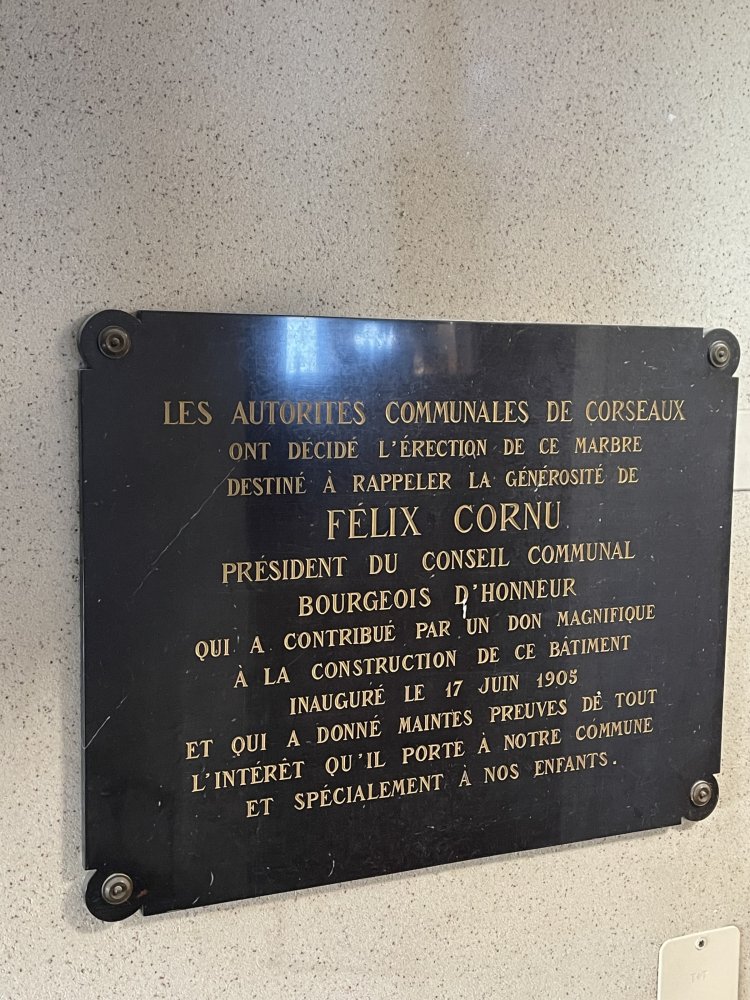 LES AUTORITÉS COMMUNALES DE CORSEAUX
ONT DÉCIDÉ L'ÉRECTION DE CE MARBRE
DESTINÉ À RAPPELER LA GÉNÉROSITÉ DE
FÉLIX CORNU
PRÉSIDENT DU CONSEIL COMMUNAL
BOURGEOIS D'HONNEUR
QUI A CONTRIBUÉ PAR UN DON MAGNIFIQUE
À LA CONSTRUCTION DE CE BÂTIMENT
INAUGURÉ LE 17 JUIN 1905
ET QUI A DONNÉ MAINTES PREUVES DE TOUT
L'INTÉRÊT QU'IL PORTE À NOTRE COMMUNE
ET SPÉCIALEMENT À NOS ENFANTS.